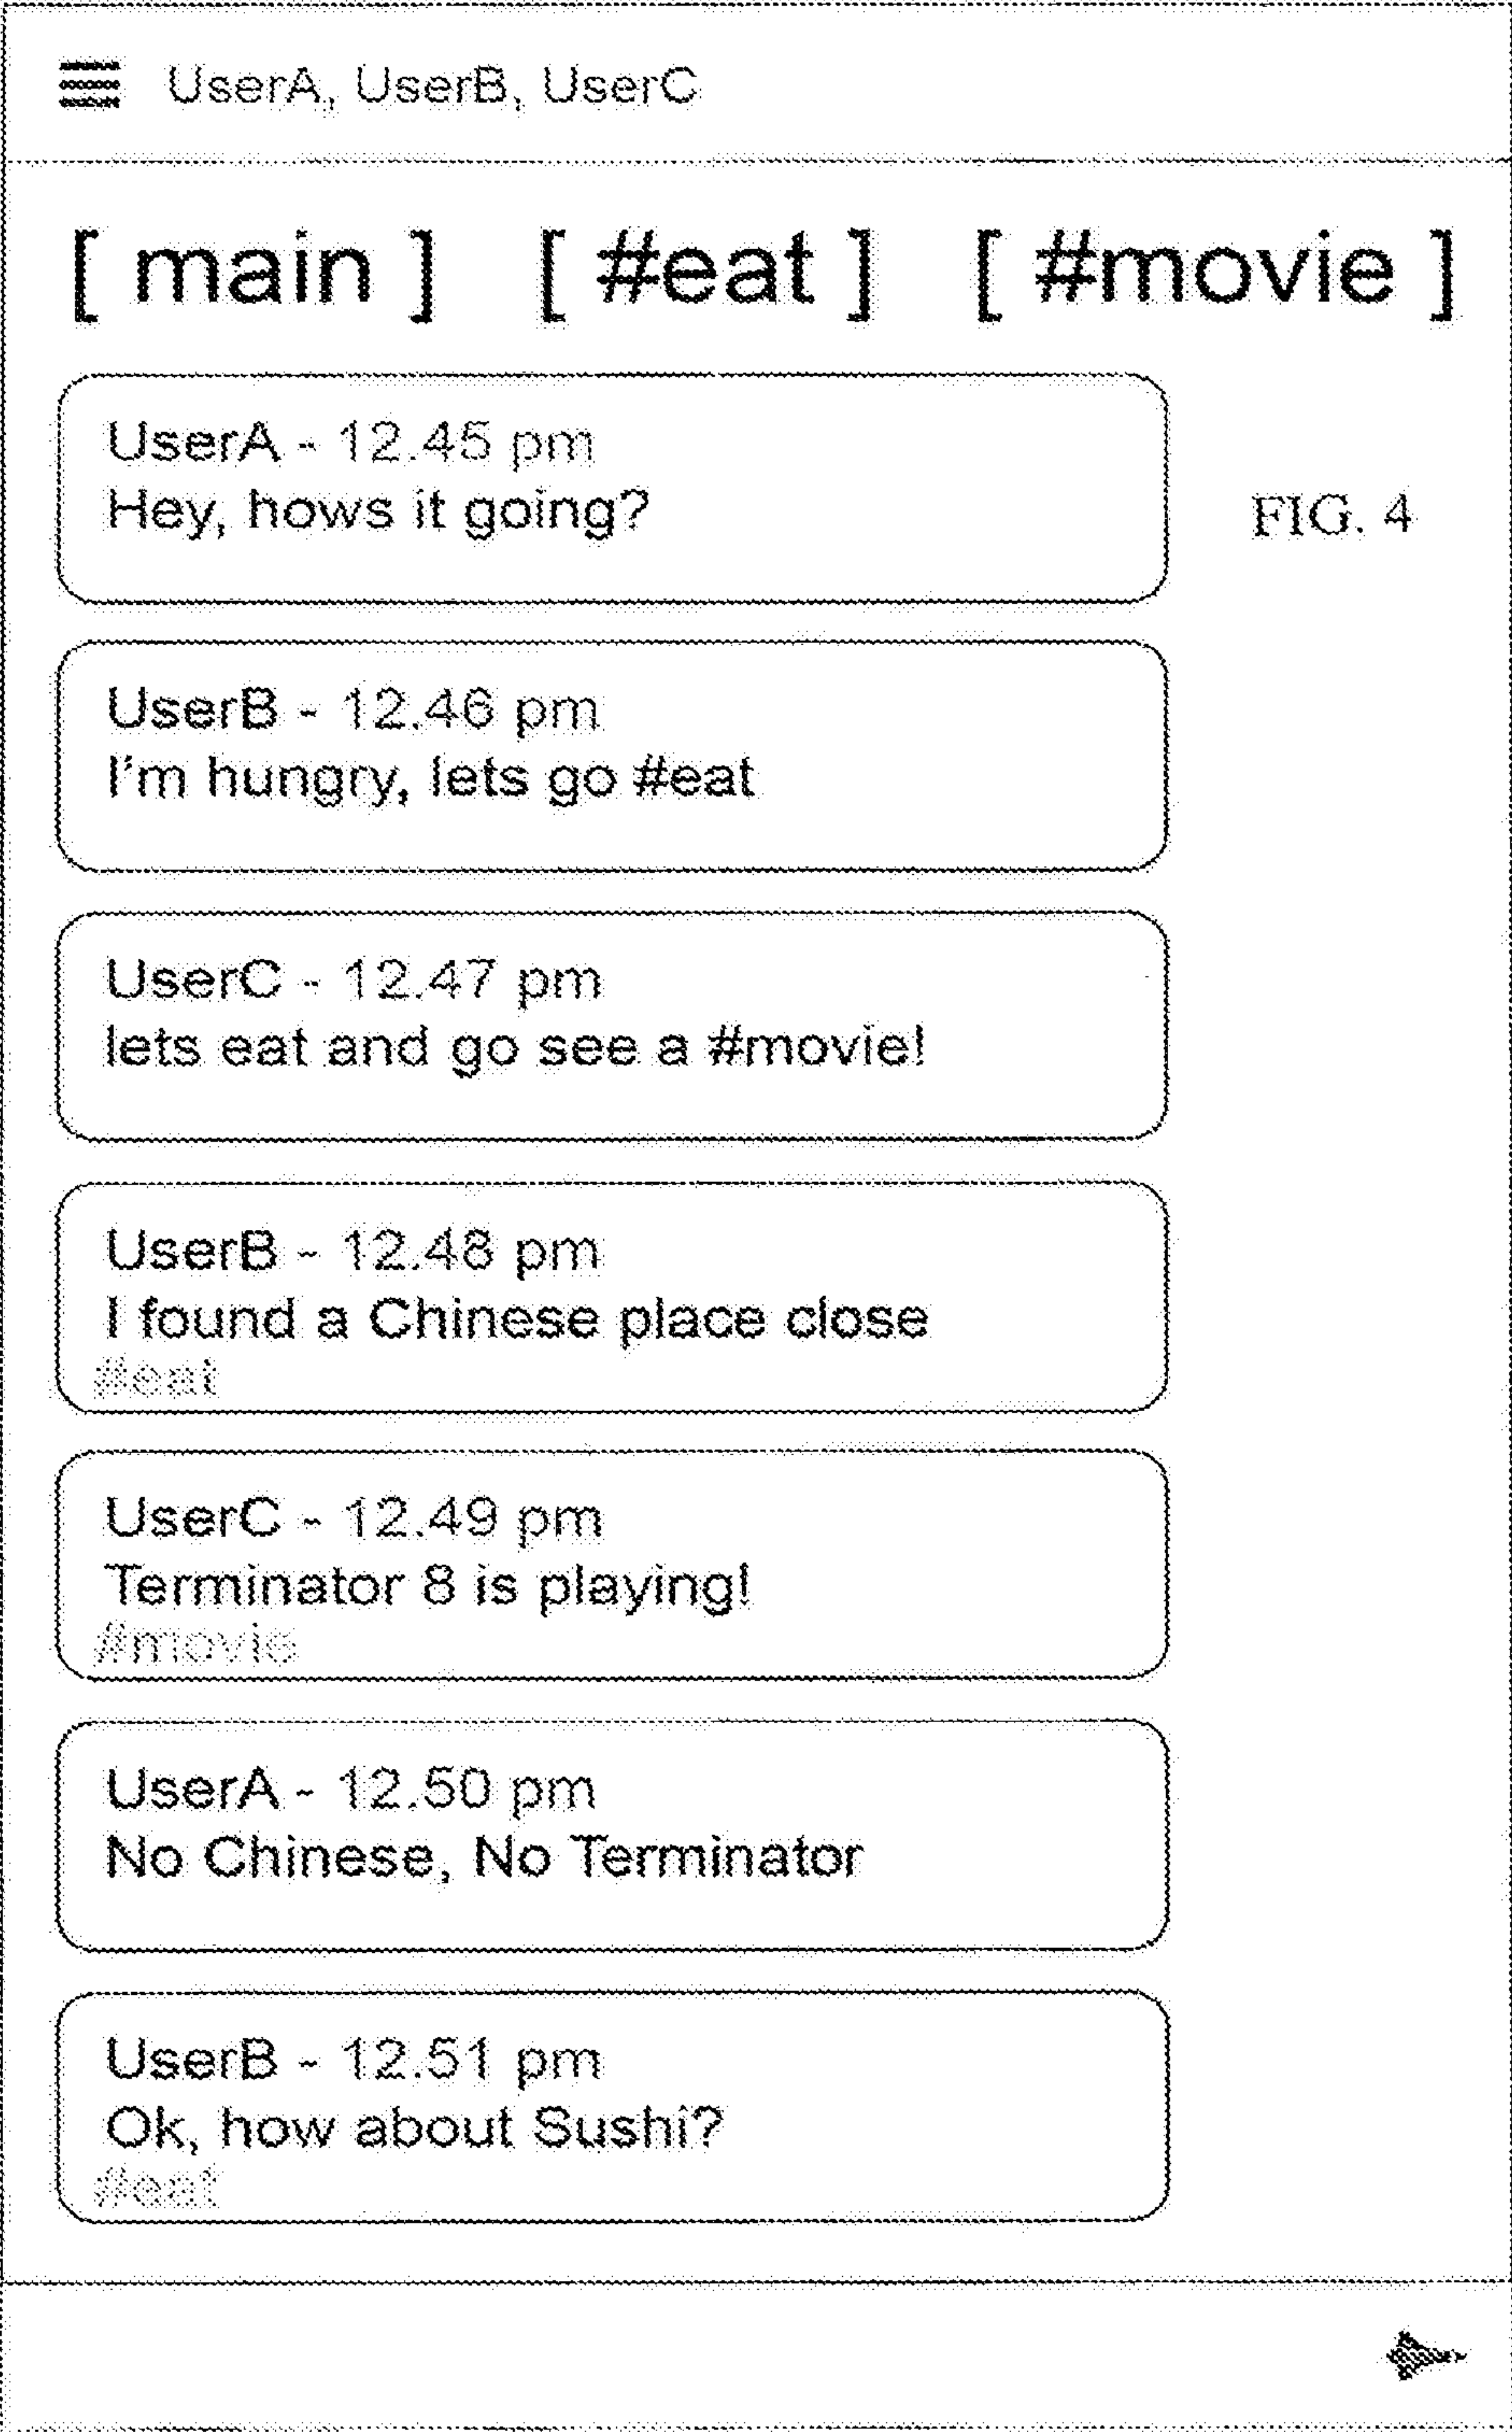 UserA, UserB, UserC
[ main ] [ #eat ] [ #movie ]
UserA - 12.45 pm
Hey, hows it going?
FIG. 4
UserB - 12.46 pm
I'm hungry, lets go #eat
UserC - 12.47 pm
lets eat and go see a #movie!
UserB - 12.48 pm
I found a Chinese place close
#eat
UserC - 12.49 pm
Terminator 8 is playing!
#movie
UserA - 12.50 pm
No Chinese, No Terminator
UserB - 12.51 pm
Ok, how about Sushi?
#eat